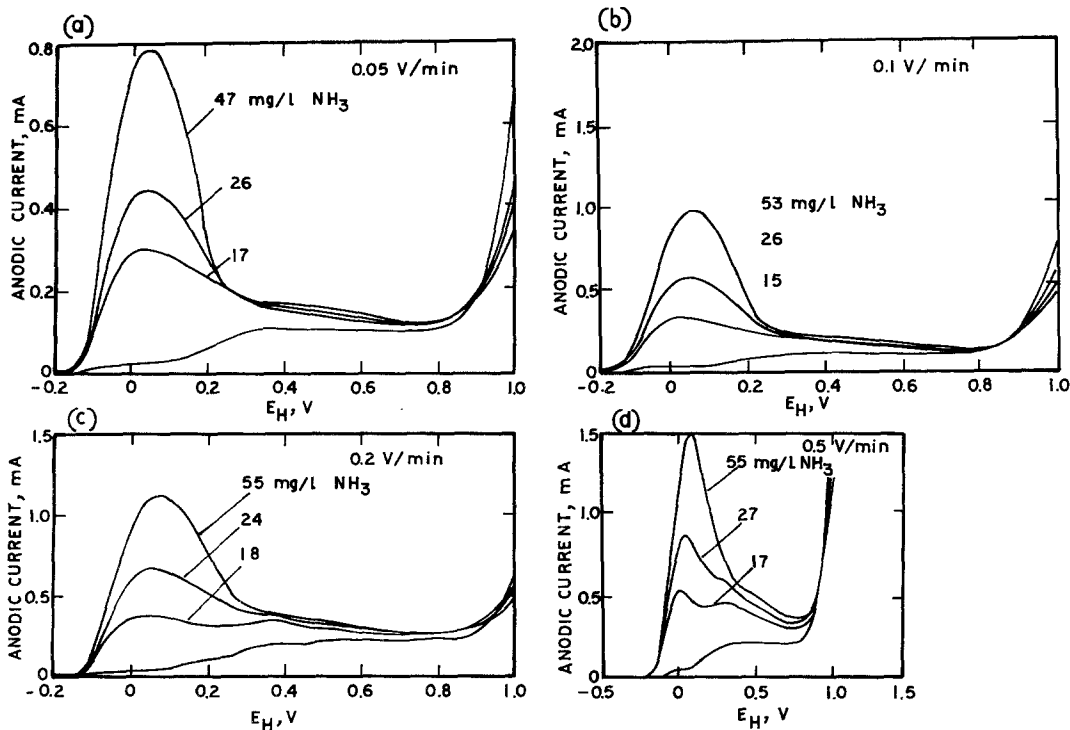 (a)
0.05 V/min
47 mg/l NH₃
26
17
0.8
0.6
0.4
0.2
0
ANODIC CURRENT, mA
-0.2 0 0.2 0.4 0.6 0.8 1.0
E_H, V
(b)
0.1 V/ min
53 mg/l NH₃
26
15
2.0
1.5
1.0
0.5
0
ANODIC CURRENT, mA
-0.2 0 0.2 0.4 0.6 0.8 1.0
E_H, V
(c)
0.2 V/min
55 mg/l NH₃
24
18
1.5
1.0
0.5
0
ANODIC CURRENT, mA
-0.2 0 0.2 0.4 0.6 0.8 1.0
E_H, V
(d)
0.5 V/min
55 mg/l NH₃
27
17
1.5
1.0
0.5
0
ANODIC CURRENT, mA
-0.5 0 0.5 1.0 1.5
E_H, V